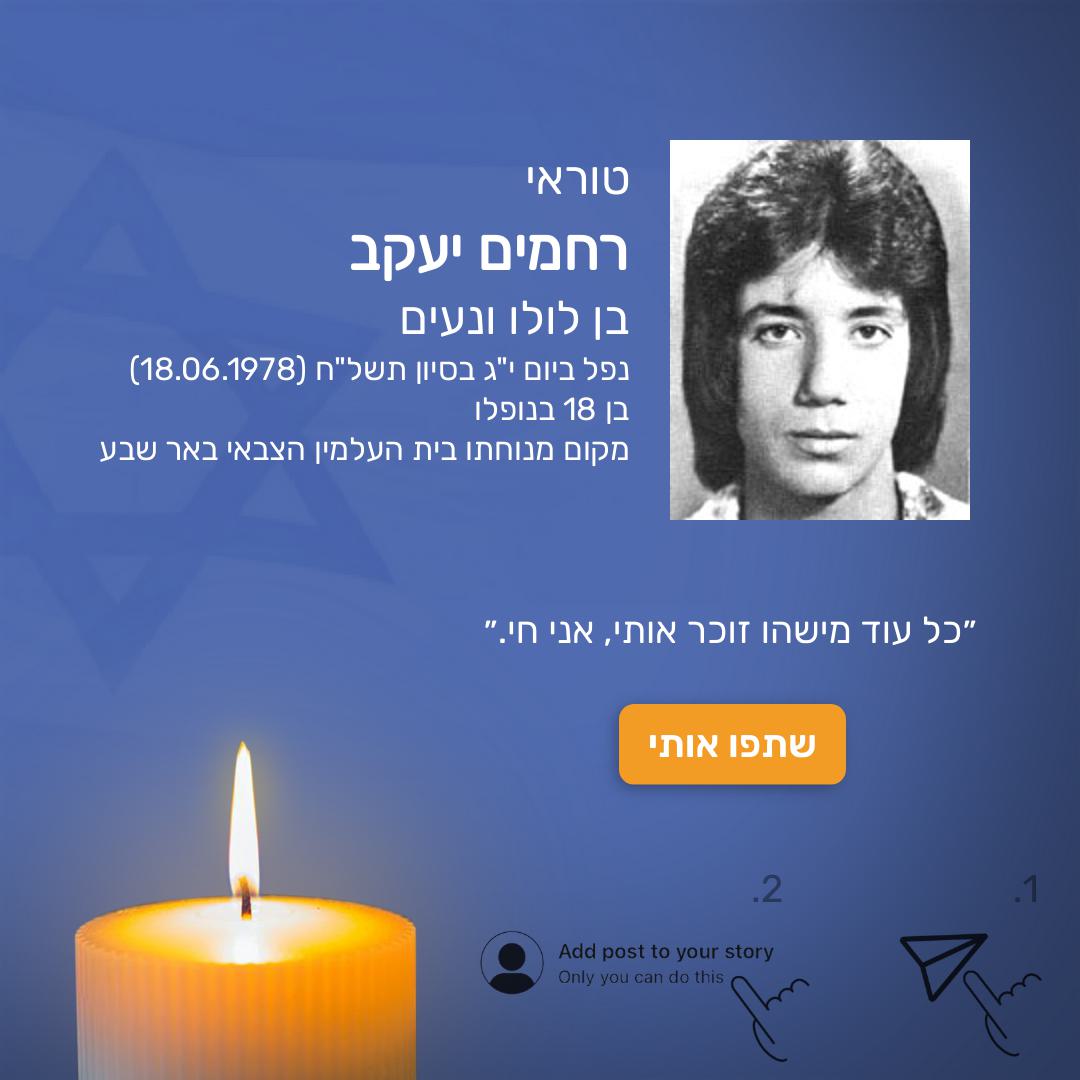 טוראי
רחמים יעקב
בן לולו ונעים
נפל ביום י"ג בסיון תשל"ח (18.06.1978)
בן 18 בנופלו
מקום מנוחתו בית העלמין הצבאי באר שבע
״כל עוד מישהו זוכר אותי, אני חי.״
שתפו אותי
1.
2.
Add post to your story
Only you can do this